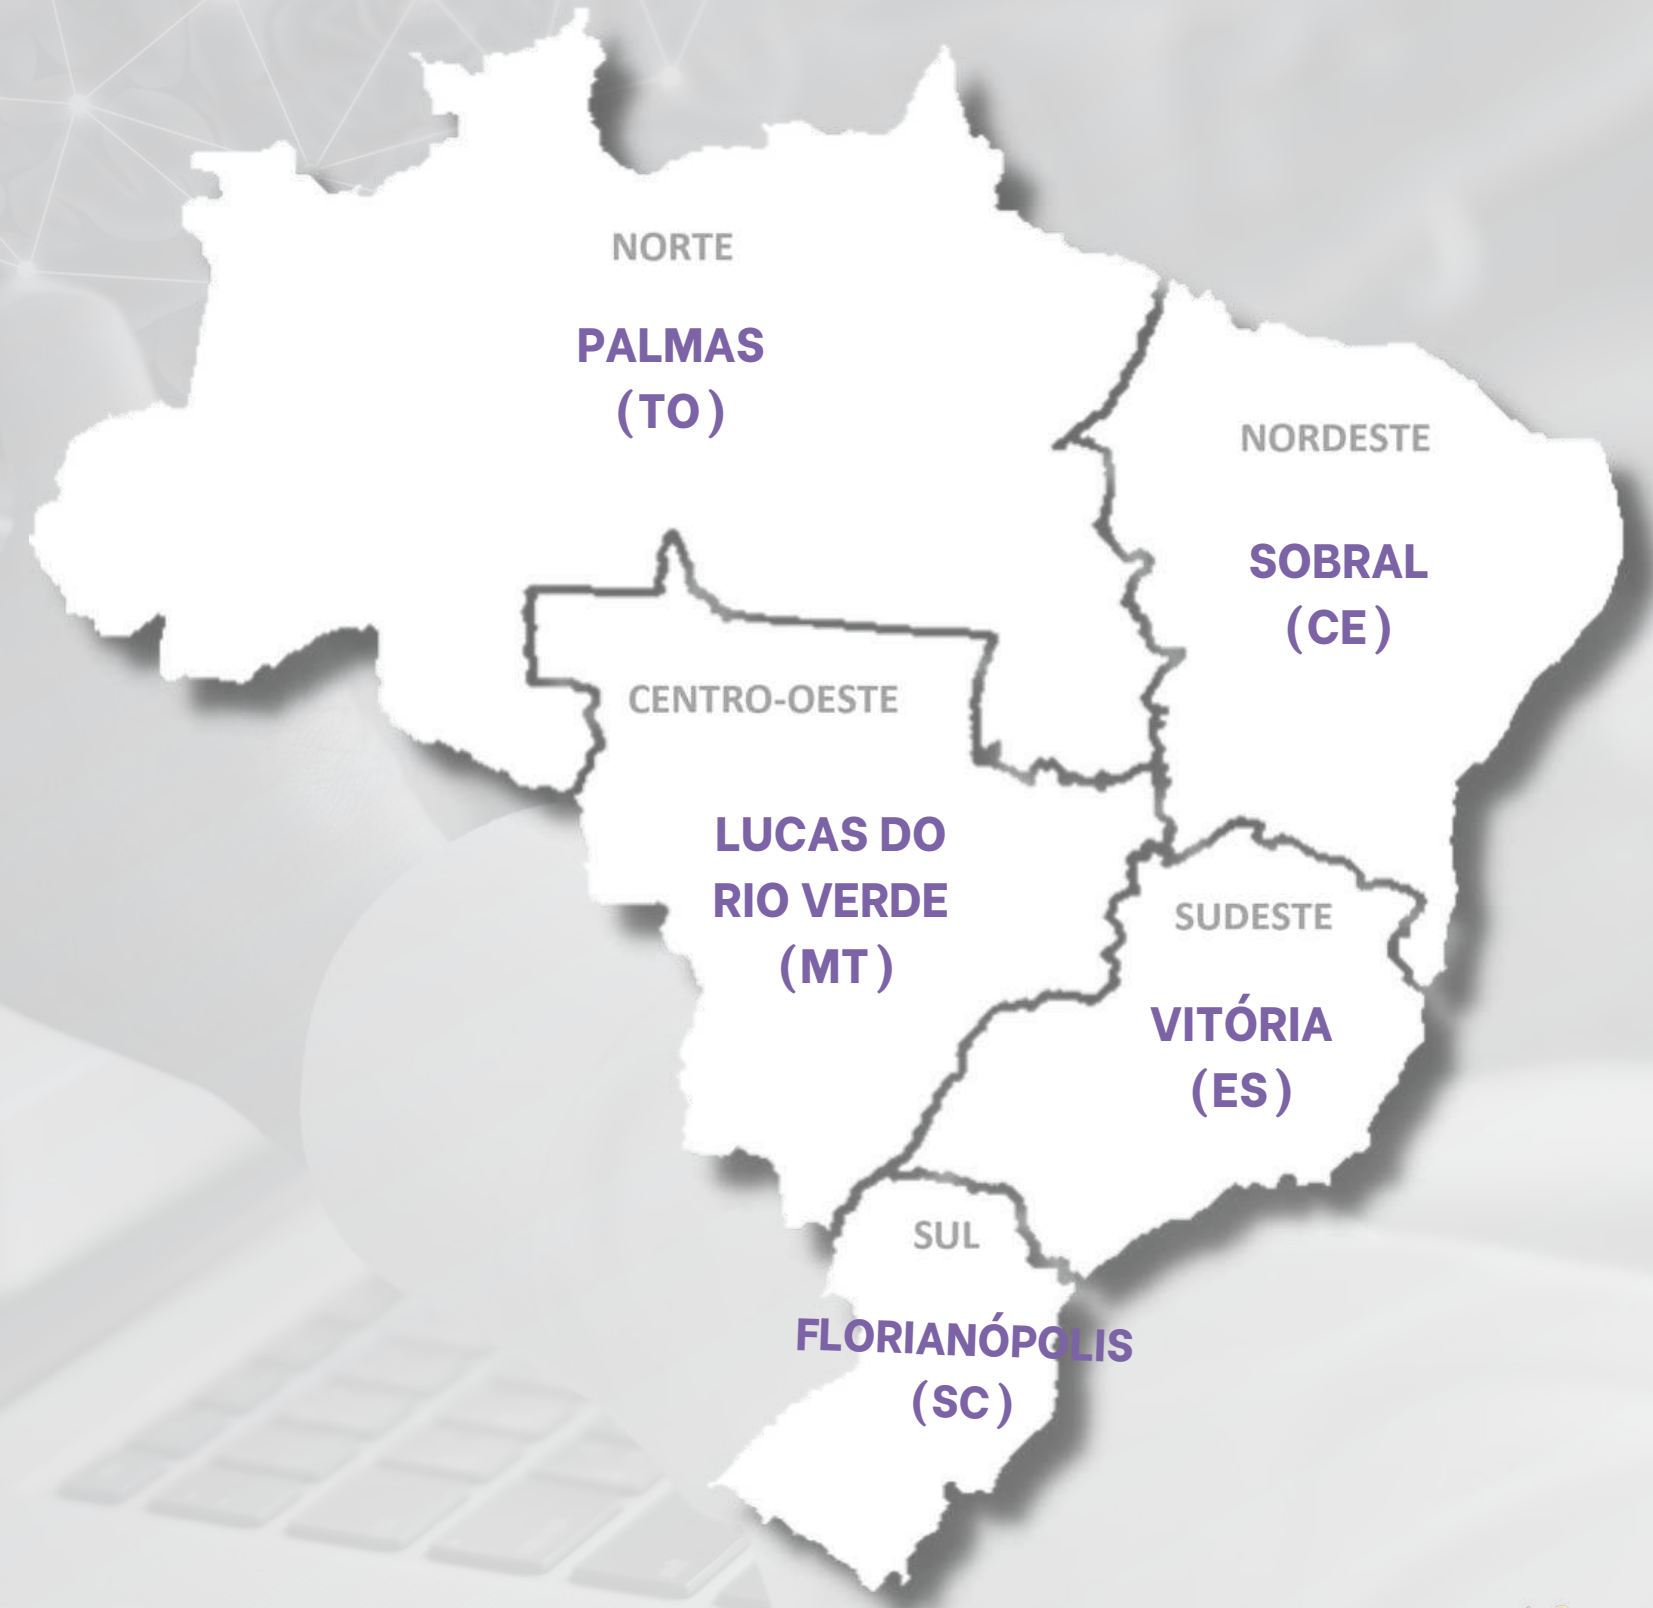 NORTE
PALMAS
(TO)
NORDESTE
SOBRAL
(CE)
CENTRO-OESTE
LUCAS DO
RIO VERDE
(MT)
SUDESTE
VITÓRIA
(ES)
SUL
FLORIANÓPOLIS
(SC)